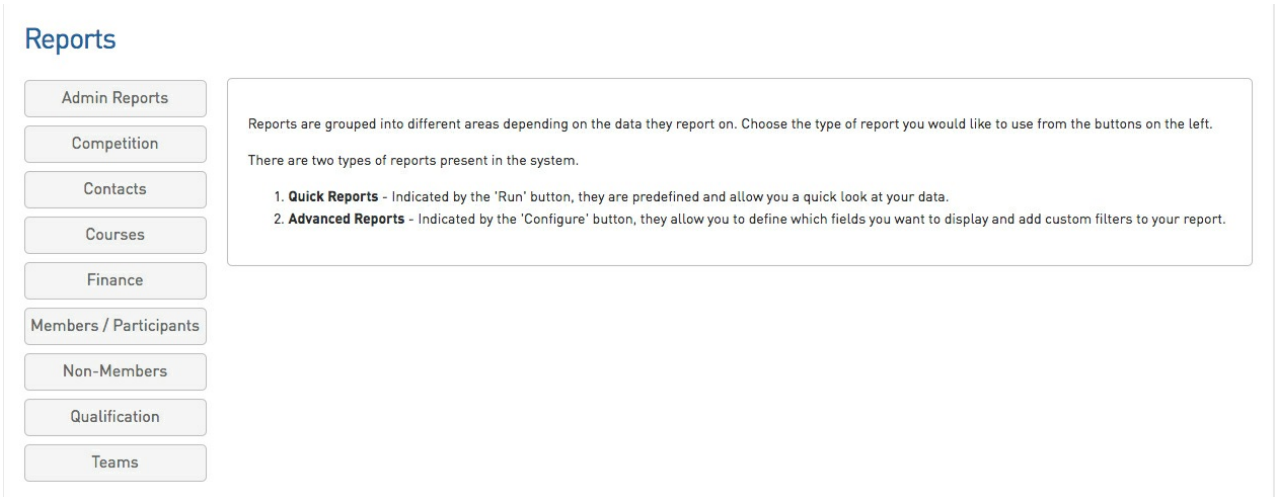 Reports
Admin Reports
Competition
Contacts
Courses
Finance
Members / Participants
Non-Members
Qualification
Teams
Reports are grouped into different areas depending on the data they report on. Choose the type of report you would like to use from the buttons on the left.
There are two types of reports present in the system.
1. Quick Reports - Indicated by the 'Run' button, they are predefined and allow you a quick look at your data.
2. Advanced Reports - Indicated by the 'Configure' button, they allow you to define which fields you want to display and add custom filters to your report.